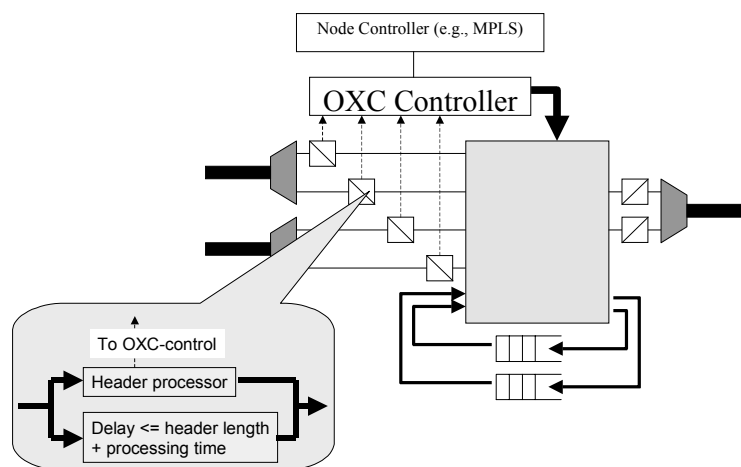 Node Controller (e.g., MPLS)
OXC Controller
To OXC-control
Header processor
Delay <= header length
+ processing time